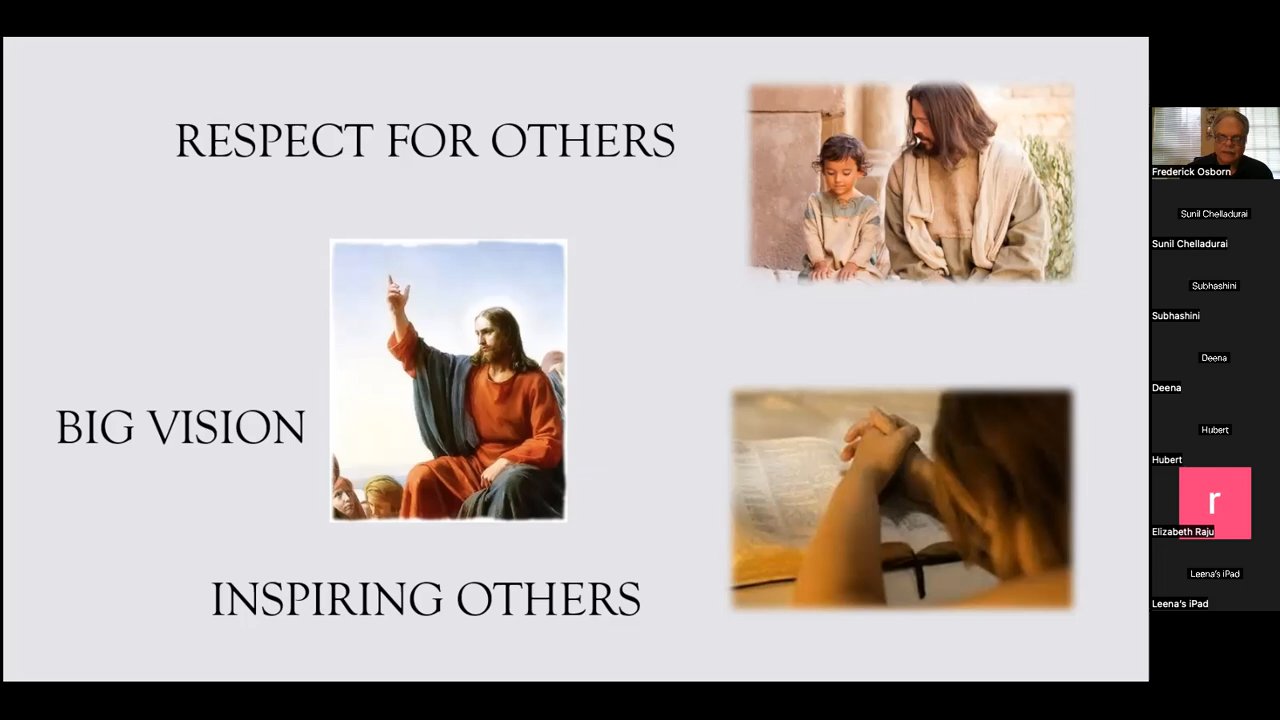 RESPECT FOR OTHERS
BIG VISION
INSPIRING OTHERS
Frederick Osborn
Sunil Chelladurai
Sunil Chelladurai
Subhashini
Subhashini
Deena
Deena
Hubert
Hubert
r
Elizabeth Raju
Leena's iPad
Leena's iPad